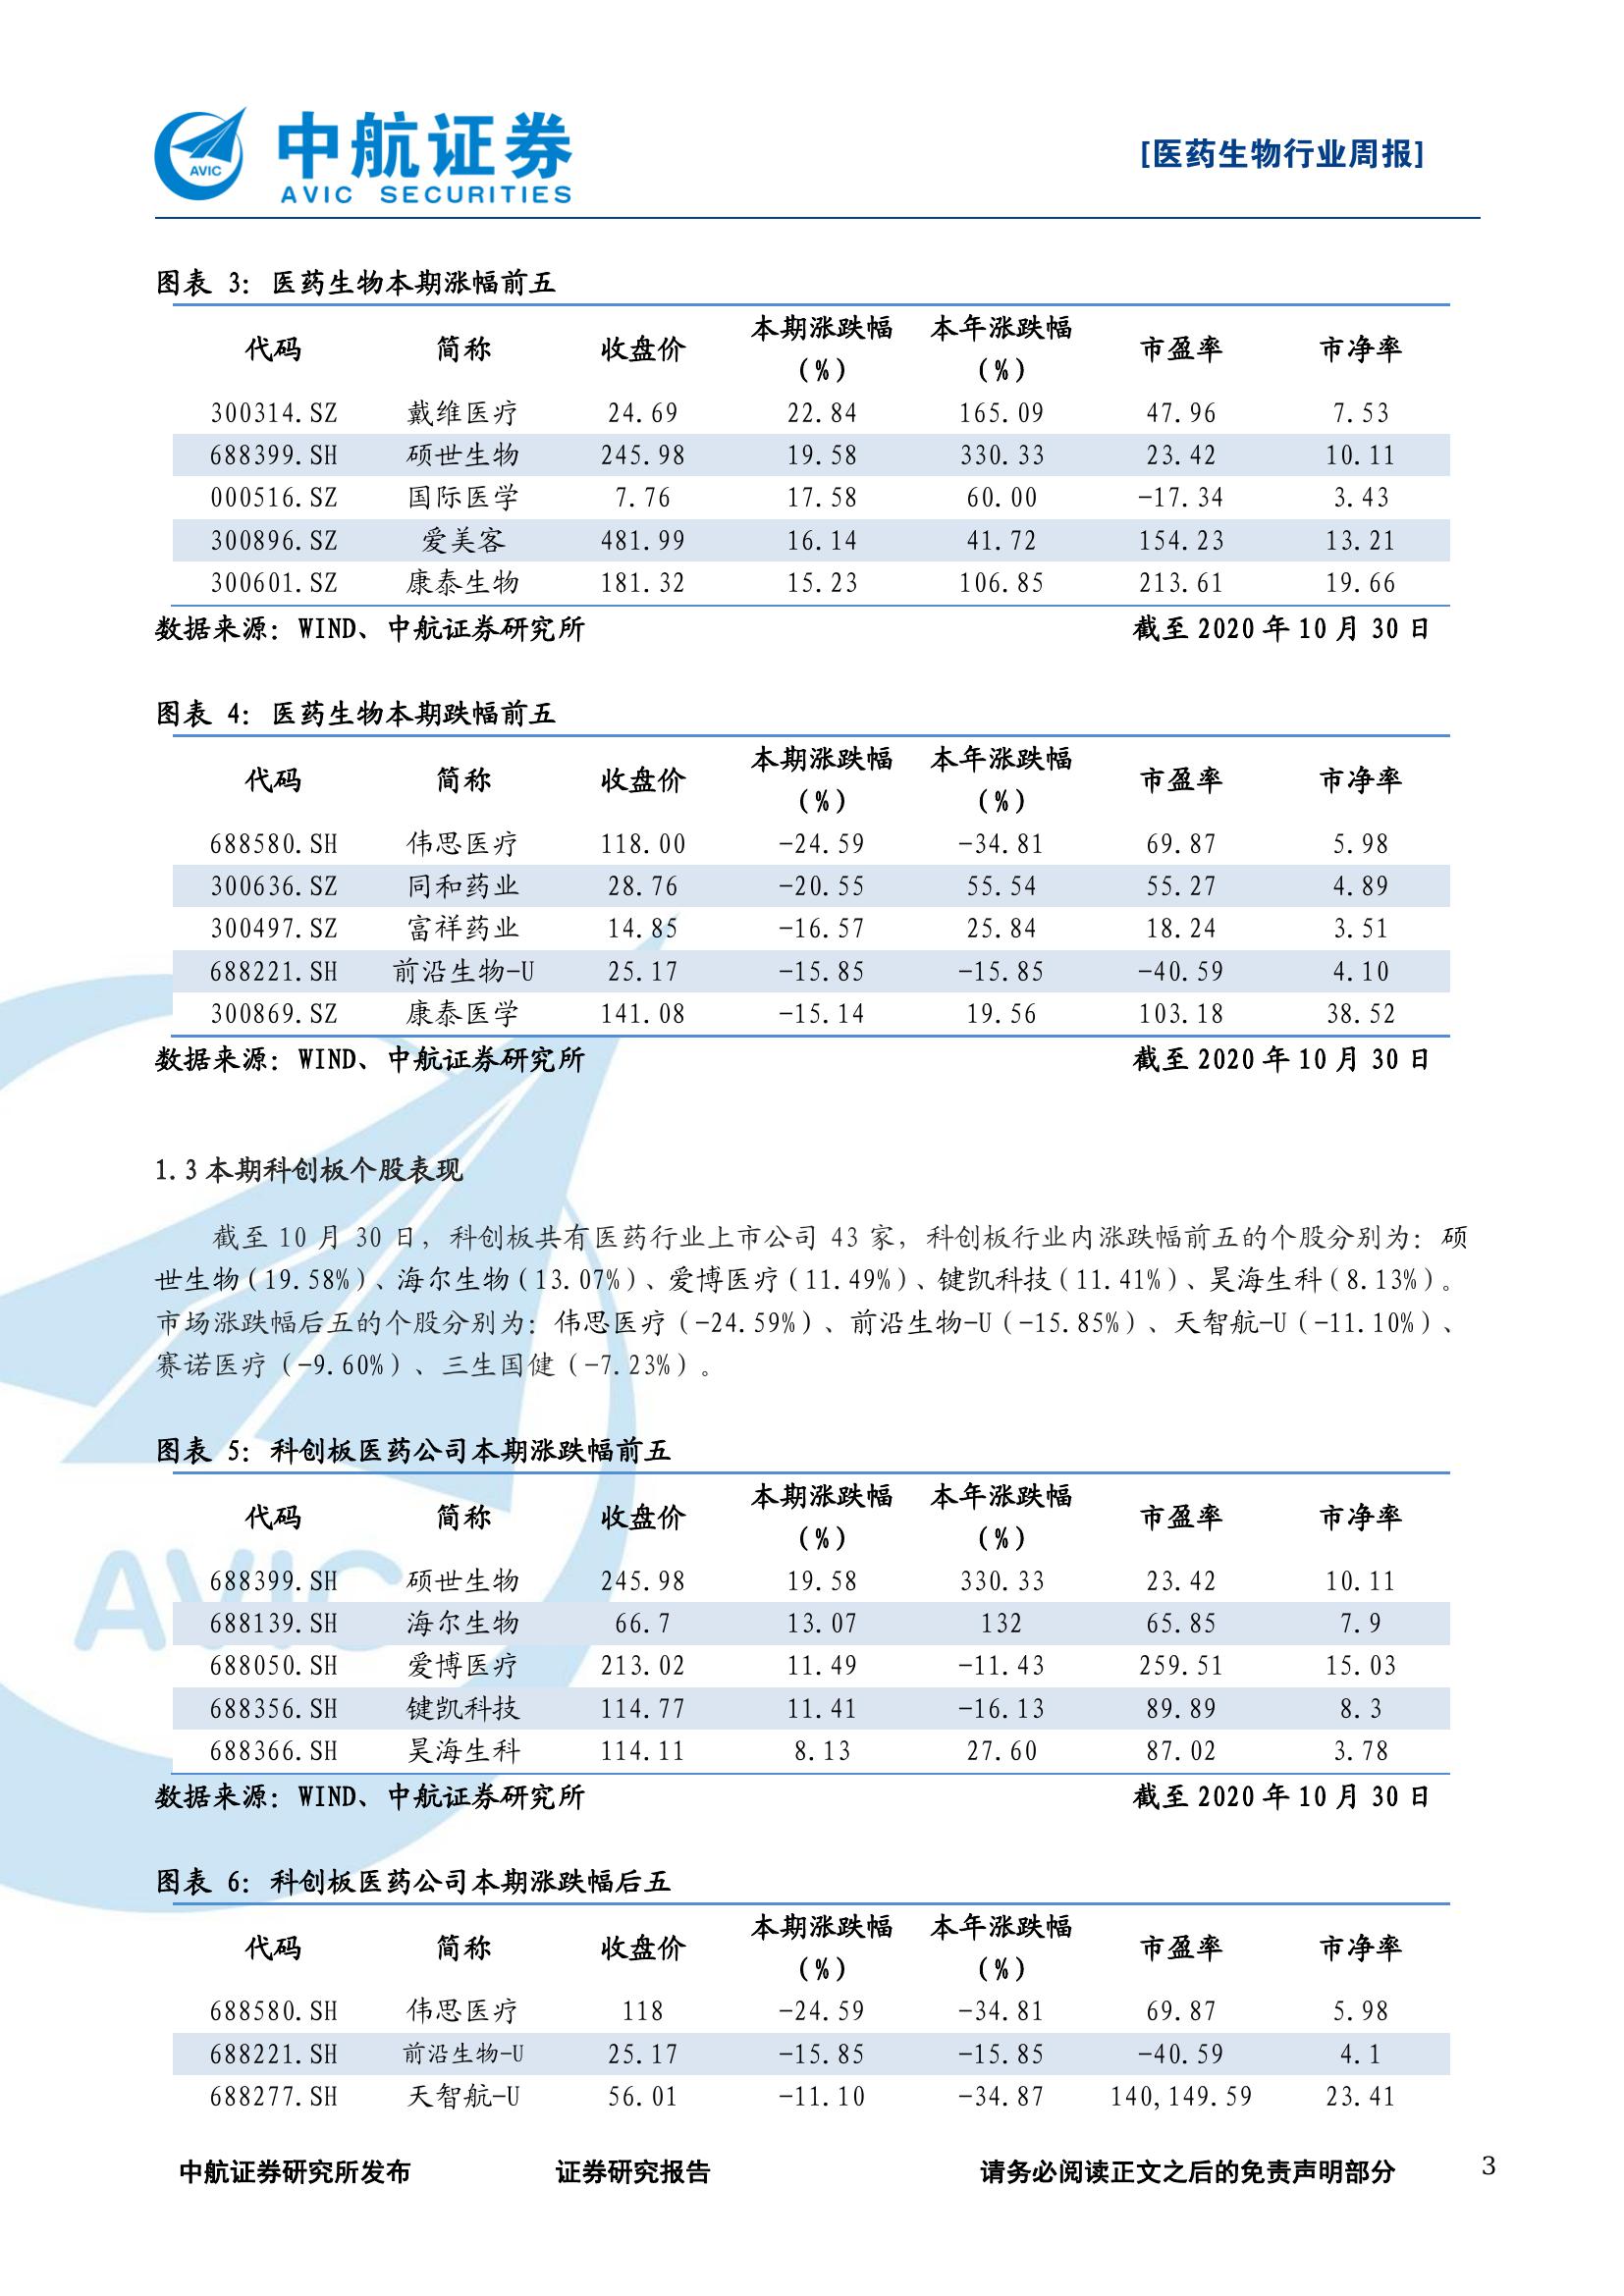 AVIC
中航证券
AVIC SECURITIES
[医药生物行业周报]
图表 3: 医药生物本期涨幅前五
代码 简称 收盘价 本期涨跌幅(%) 本年涨跌幅(%) 市盈率 市净率
300314.SZ 戴维医疗 24.69 22.84 165.09 47.96 7.53
688399.SH 硕世生物 245.98 19.58 330.33 23.42 10.11
000516.SZ 国际医学 7.76 17.58 60.00 -17.34 3.43
300896.SZ 爱美客 481.99 16.14 41.72 154.23 13.21
300601.SZ 康泰生物 181.32 15.23 106.85 213.61 19.66
数据来源: WIND、中航证券研究所 截至 2020 年 10 月 30 日
图表 4: 医药生物本期跌幅前五
代码 简称 收盘价 本期涨跌幅(%) 本年涨跌幅(%) 市盈率 市净率
688580.SH 伟思医疗 118.00 -24.59 -34.81 69.87 5.98
300636.SZ 同和药业 28.76 -20.55 55.54 55.27 4.89
300497.SZ 富祥药业 14.85 -16.57 25.84 18.24 3.51
688221.SH 前沿生物-U 25.17 -15.85 -15.85 -40.59 4.10
300869.SZ 康泰医学 141.08 -15.14 19.56 103.18 38.52
数据来源: WIND、中航证券研究所 截至 2020 年 10 月 30 日
1.3 本期科创板个股表现
截至 10 月 30 日，科创板共有医药行业上市公司 43 家，科创板行业内涨跌幅前五的个股分别为：硕
世生物(19.58%)、海尔生物(13.07%)、爱博医疗(11.49%)、键凯科技(11.41%)、昊海生科(8.13%)。
市场涨跌幅后五的个股分别为：伟思医疗（-24.59%）、前沿生物-U（-15.85%）、天智航-U（-11.10%）、
赛诺医疗（-9.60%）、三生国健（-7.23%）。
图表 5: 科创板医药公司本期涨跌幅前五
代码 简称 收盘价 本期涨跌幅(%) 本年涨跌幅(%) 市盈率 市净率
688399.SH 硕世生物 245.98 19.58 330.33 23.42 10.11
688139.SH 海尔生物 66.7 13.07 132 65.85 7.9
688050.SH 爱博医疗 213.02 11.49 -11.43 259.51 15.03
688356.SH 键凯科技 114.77 11.41 -16.13 89.89 8.3
688366.SH 昊海生科 114.11 8.13 27.60 87.02 3.78
数据来源: WIND、中航证券研究所 截至 2020 年 10 月 30 日
图表 6: 科创板医药公司本期涨跌幅后五
代码 简称 收盘价 本期涨跌幅(%) 本年涨跌幅(%) 市盈率 市净率
688580.SH 伟思医疗 118 -24.59 -34.81 69.87 5.98
688221.SH 前沿生物-U 25.17 -15.85 -15.85 -40.59 4.1
688277.SH 天智航-U 56.01 -11.10 -34.87 140,149.59 23.41
AVIC
中航证券研究所发布 证券研究报告 请务必阅读正文之后的免责声明部分 3